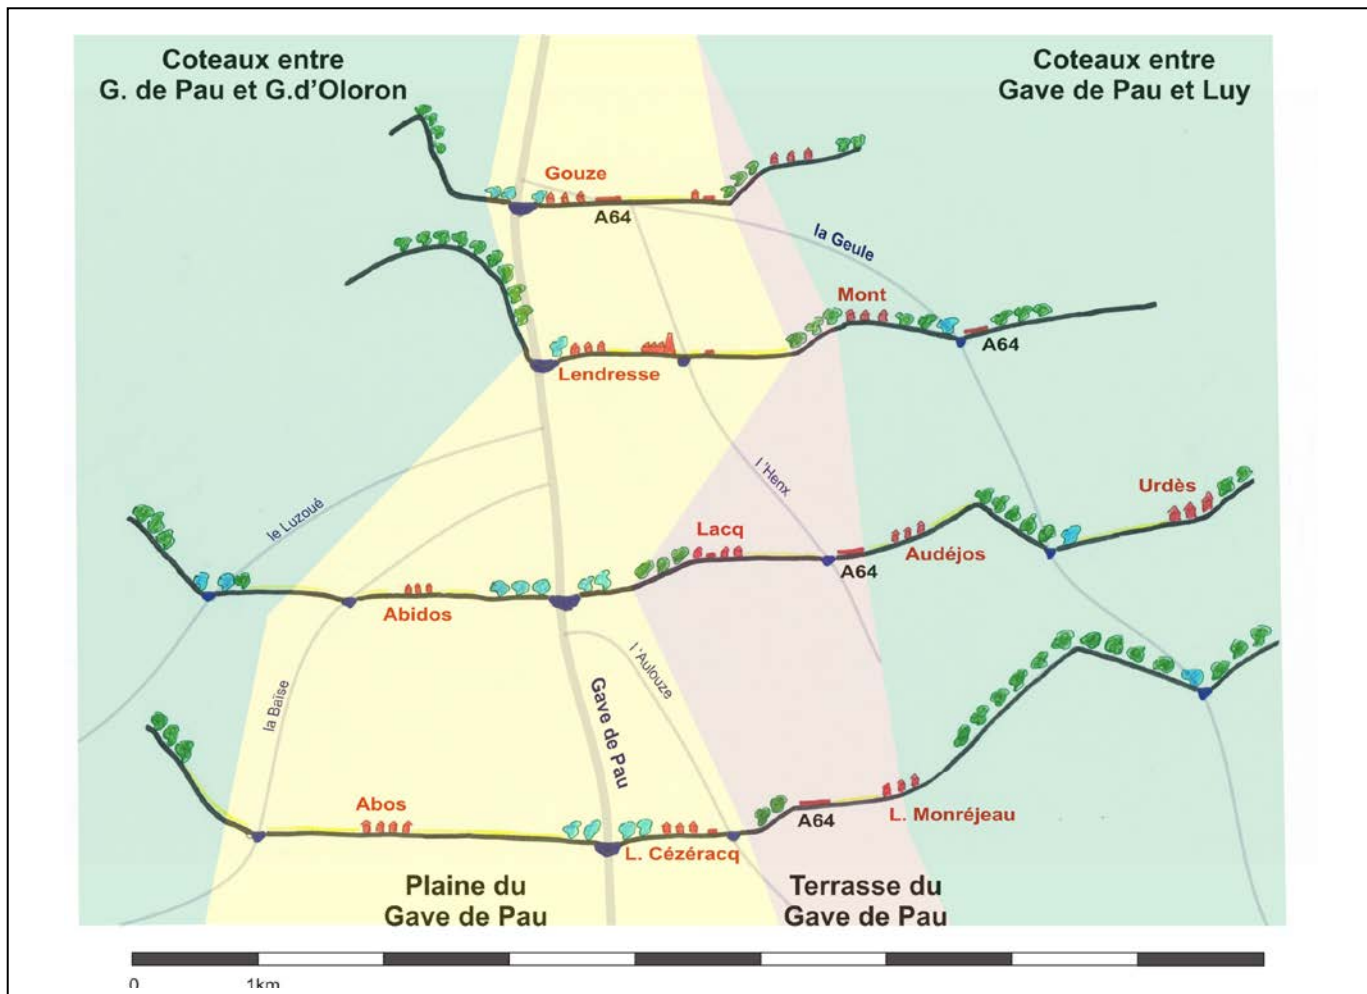 Coteaux entre
G. de Pau et G.d'Oloron
Coteaux entre
Gave de Pau et Luy
Gouze
A64
la Geule
Mont
A64
Lendresse
le Luzoué
l'Henx
Urdès
Lacq
A64
Audéjos
Abidos
la Baïse
Gave de Pau
l'Aulouze
Abos
A64
L. Monréjeau
L. Cézéracq
Plaine du
Gave de Pau
Terrasse du
Gave de Pau
0
1km